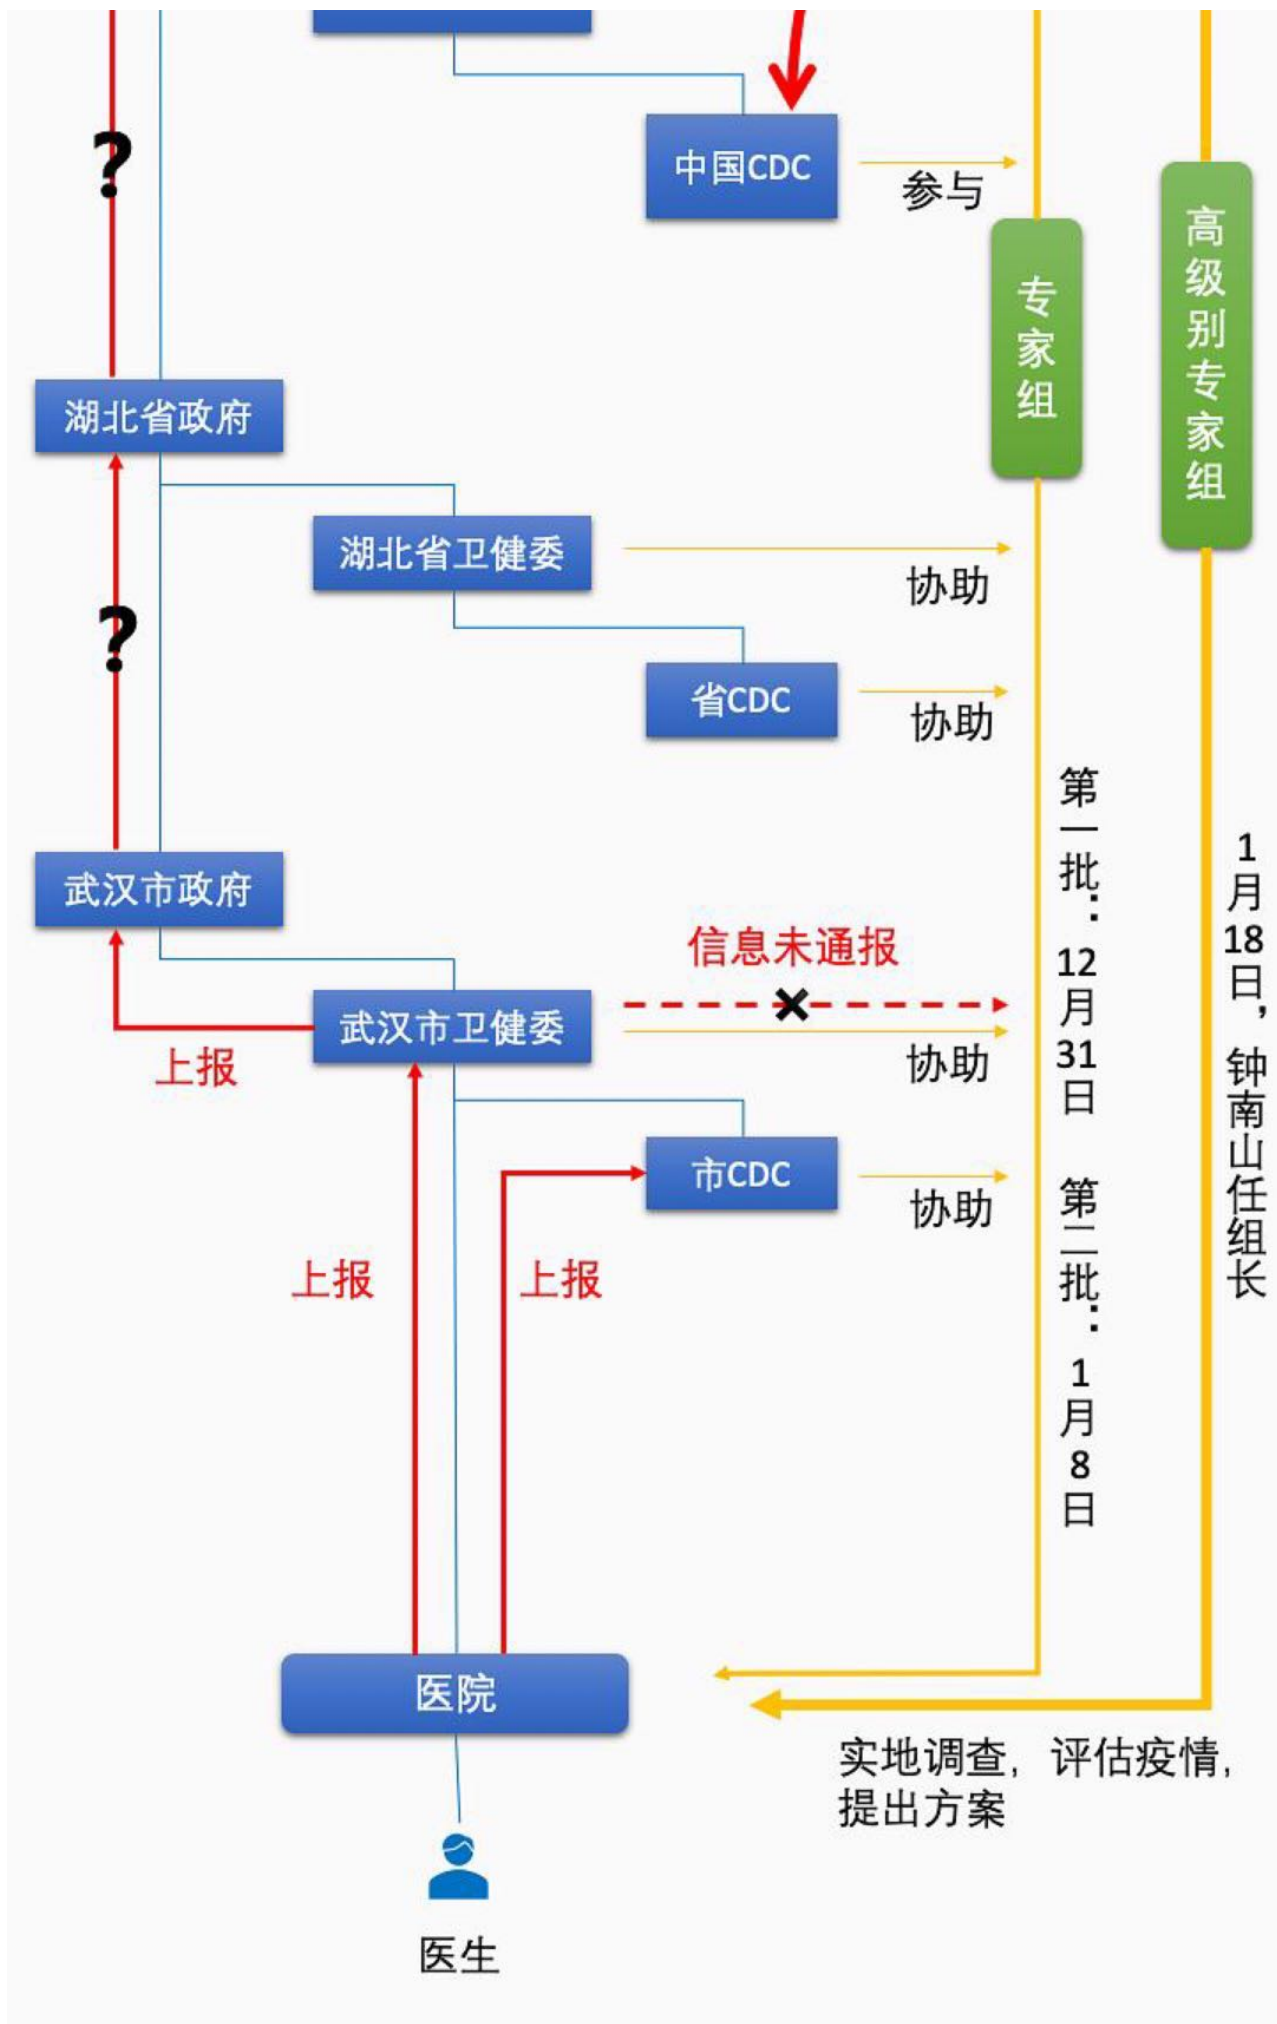 ?
中国CDC
参与
高级别专家组
专家组
湖北省政府
湖北省卫健委
协助
?
省CDC
协助
第一批：12月31日 第二批：1月8日
1月18日，钟南山任组长
武汉市政府
信息未通报
武汉市卫健委
协助
上报
市CDC
协助
上报
上报
医院
实地调查，评估疫情，
提出方案
医生